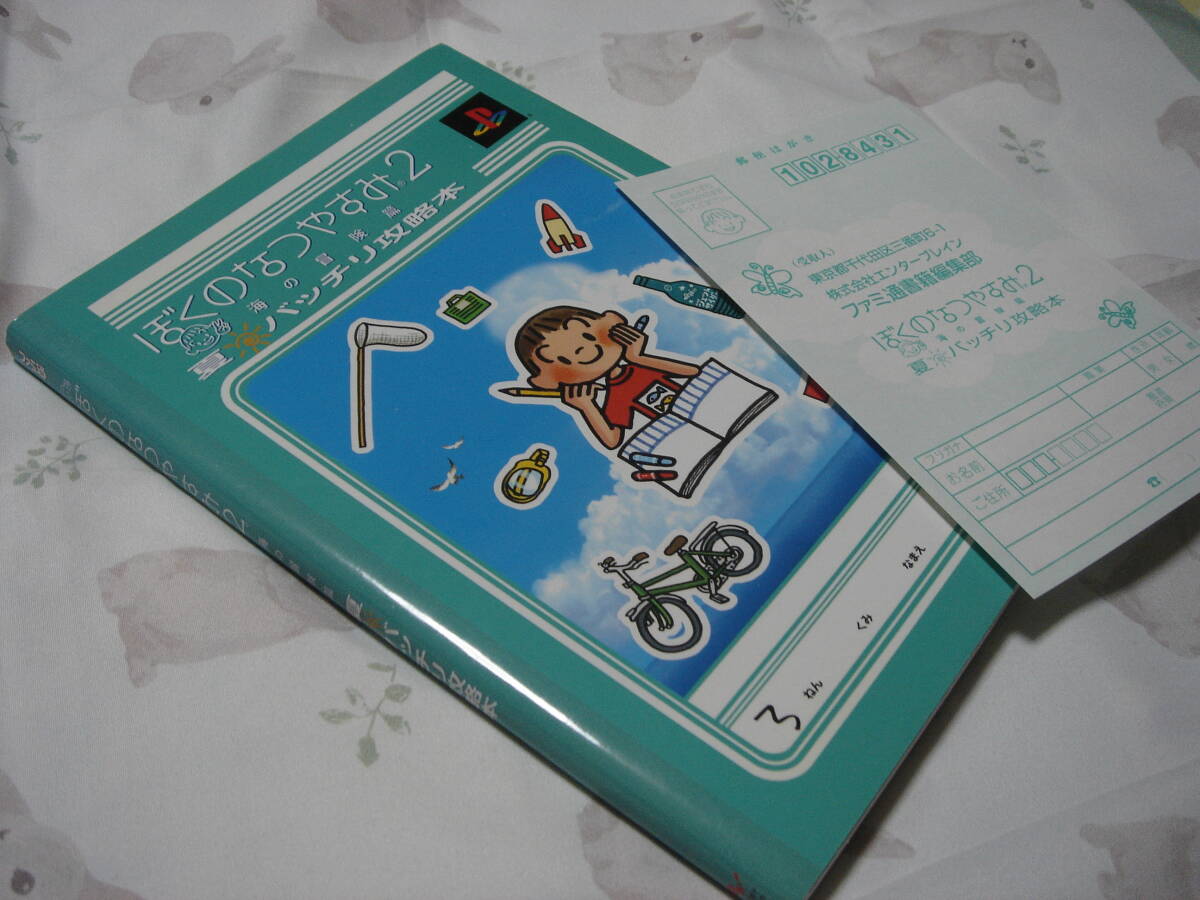 ぼくのなつやすみ2
海の冒険篇
夏バッチリ攻略本
3 ねん
くみ
なまえ
ぼくのなつやすみ2
夏バッチリ攻略本
郵便はがき
1028431
(受取人)
東京都千代田区三番町6-1
株式会社エンターブレイン
ファミ通書籍編集部
ぼくのなつやすみ2
海の冒険篇
夏バッチリ攻略本
フリガナ
お名前
ご住所
男・女